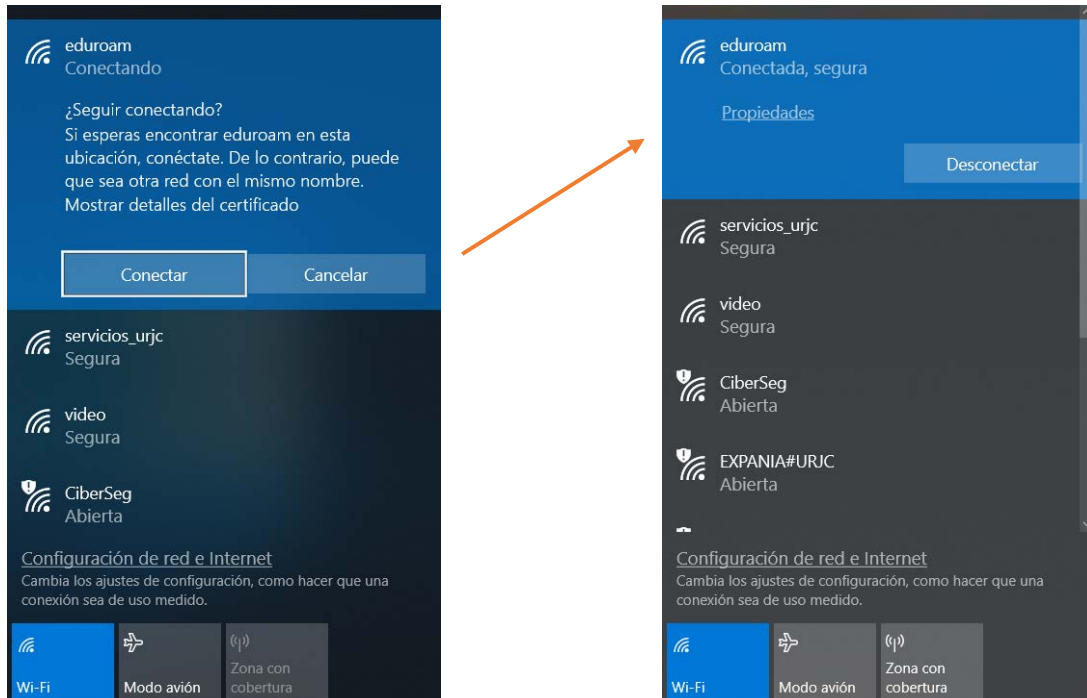 eduroam
Conectando
¿Seguir conectando?
Si esperas encontrar eduroam en esta
ubicación, conéctate. De lo contrario, puede
que sea otra red con el mismo nombre.
Mostrar detalles del certificado
Conectar
Cancelar
servicios_urjc
Segura
video
Segura
CiberSeg
Abierta
Configuración de red e Internet
Cambia los ajustes de configuración, como hacer que una
conexión sea de uso medido.
Wi-Fi
Modo avión
Zona con
cobertura
eduroam
Conectada, segura
Propiedades
Desconectar
servicios_urjc
Segura
video
Segura
CiberSeg
Abierta
EXPANIA#URJC
Abierta
Configuración de red e Internet
Cambia los ajustes de configuración, como hacer que una
conexión sea de uso medido.
Wi-Fi
Modo avión
Zona con
cobertura